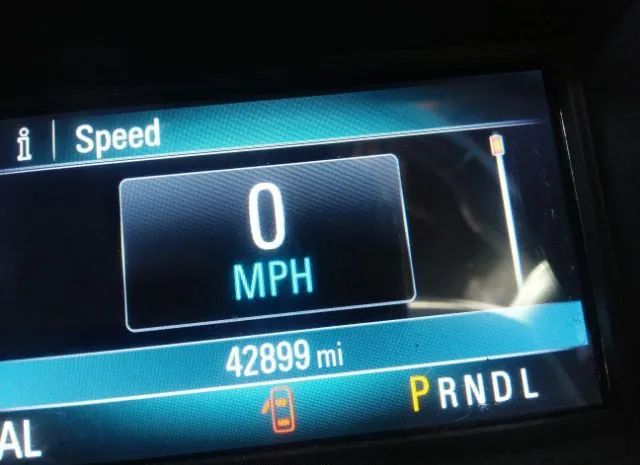 i | Speed
0
MPH
42899 mi
PRNDL
AL